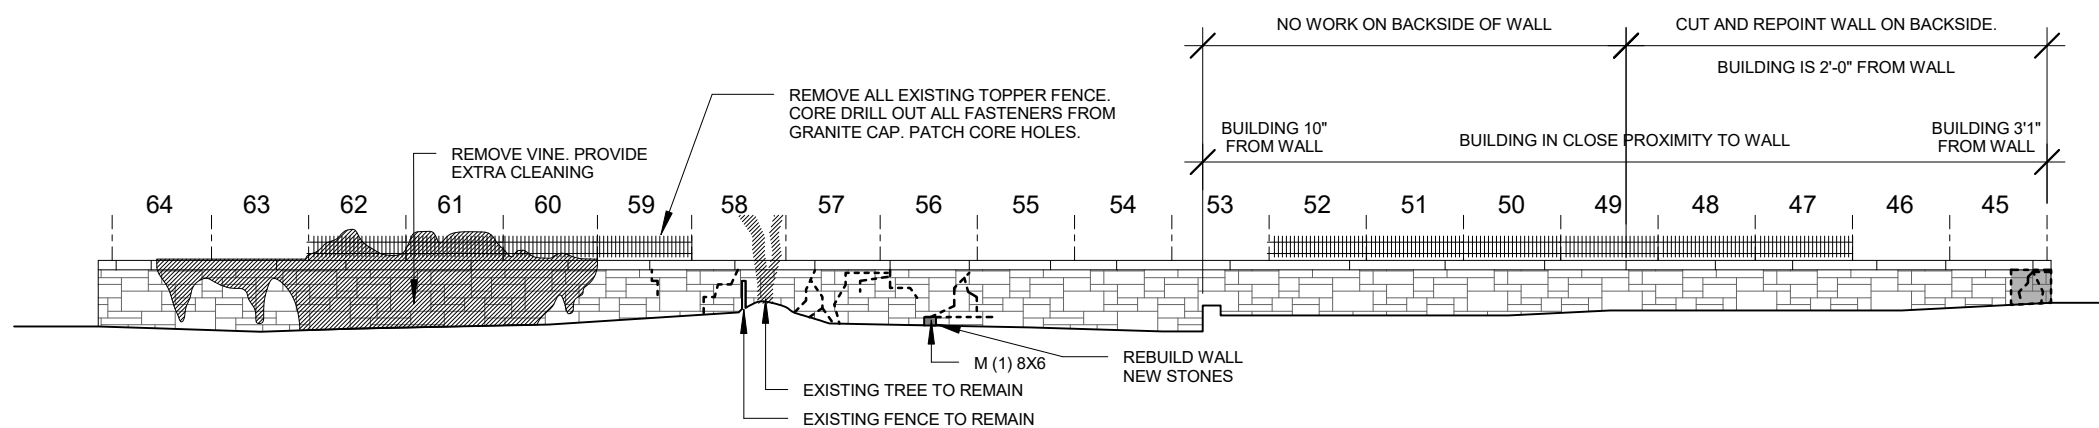 NO WORK ON BACKSIDE OF WALL
CUT AND REPOINT WALL ON BACKSIDE.
BUILDING IS 2'-0" FROM WALL
REMOVE ALL EXISTING TOPPER FENCE.
CORE DRILL OUT ALL FASTENERS FROM
GRANITE CAP. PATCH CORE HOLES.
BUILDING 10"
FROM WALL
BUILDING IN CLOSE PROXIMITY TO WALL
BUILDING 3'1"
FROM WALL
REMOVE VINE. PROVIDE
EXTRA CLEANING
64 63 62 61 60 59 58 57 56 55 54 53 52 51 50 49 48 47 46 45
M (1) 8X6
REBUILD WALL
NEW STONES
EXISTING TREE TO REMAIN
EXISTING FENCE TO REMAIN